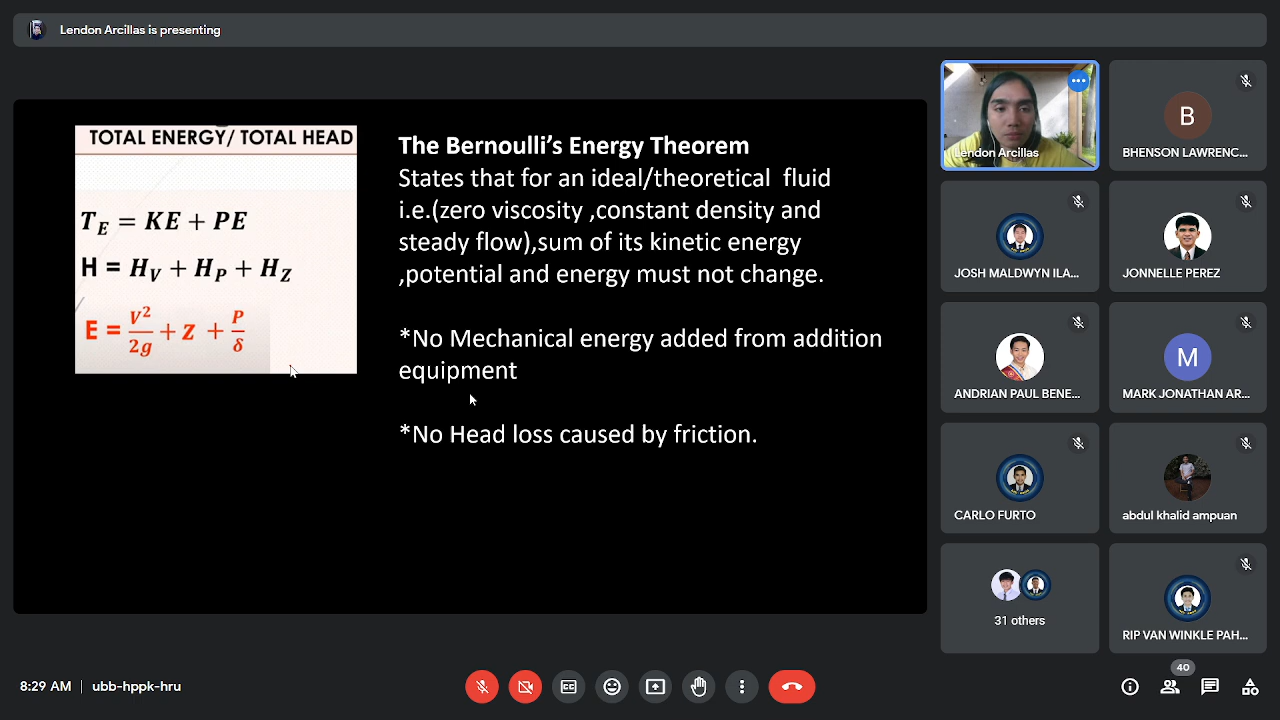 Lendon Arcillas is presenting
TOTAL ENERGY/ TOTAL HEAD
T_E = KE + PE
H = H_V + H_P + H_Z
E = V²/2g + Z + P/δ
The Bernoulli's Energy Theorem
States that for an ideal/theoretical fluid
i.e.(zero viscosity ,constant density and
steady flow),sum of its kinetic energy
,potential and energy must not change.
*No Mechanical energy added from addition
equipment
*No Head loss caused by friction.
Lendon Arcillas
B
BHENSON LAWRENC...
JOSH MALDWYN ILA...
JONNELLE PEREZ
ANDRIAN PAUL BENE...
M
MARK JONATHAN AR...
CARLO FURTO
abdul khalid ampuan
31 others
RIP VAN WINKLE PAH...
8:29 AM | ubb-hppk-hru
40